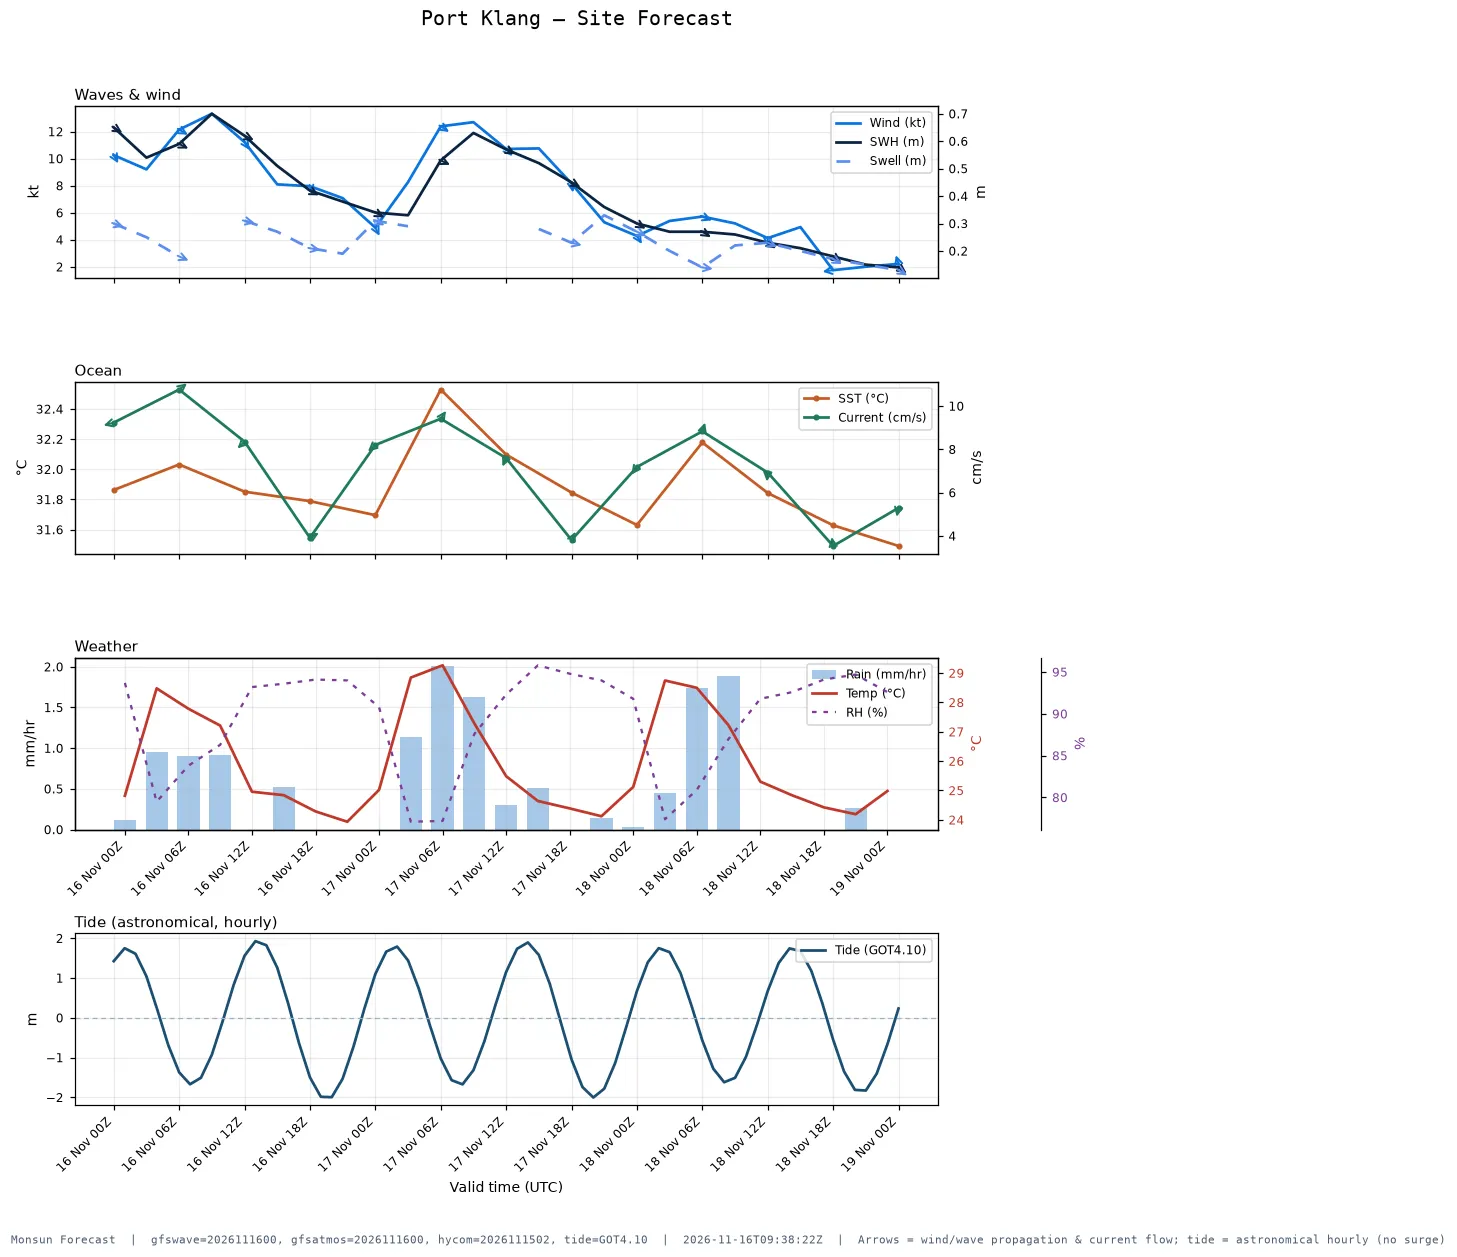 Port Klang — Site Forecast
Waves & wind
12
10
8
6
4
2
kt
0.7
0.6
0.5
0.4
0.3
0.2
m
Wind (kt)
SWH (m)
Swell (m)
Ocean
32.4
32.2
32.0
31.8
31.6
°C
10
8
6
4
cm/s
SST (°C)
Current (cm/s)
Weather
2.0
1.5
1.0
0.5
0.0
mm/hr
29
28
27
26
25
24
°C
95
90
85
80
%
Rain (mm/hr)
Temp (°C)
RH (%)
16 Nov 00Z
16 Nov 06Z
16 Nov 12Z
16 Nov 18Z
17 Nov 00Z
17 Nov 06Z
17 Nov 12Z
17 Nov 18Z
18 Nov 00Z
18 Nov 06Z
18 Nov 12Z
18 Nov 18Z
19 Nov 00Z
Tide (astronomical, hourly)
2
1
0
−1
−2
m
Tide (GOT4.10)
16 Nov 00Z
16 Nov 06Z
16 Nov 12Z
16 Nov 18Z
17 Nov 00Z
17 Nov 06Z
17 Nov 12Z
17 Nov 18Z
18 Nov 00Z
18 Nov 06Z
18 Nov 12Z
18 Nov 18Z
19 Nov 00Z
Valid time (UTC)
Monsun Forecast | gfswave=2026111600, gfsatmos=2026111600, hycom=2026111502, tide=GOT4.10 | 2026-11-16T09:38:22Z | Arrows = wind/wave propagation & current flow; tide = astronomical hourly (no surge)